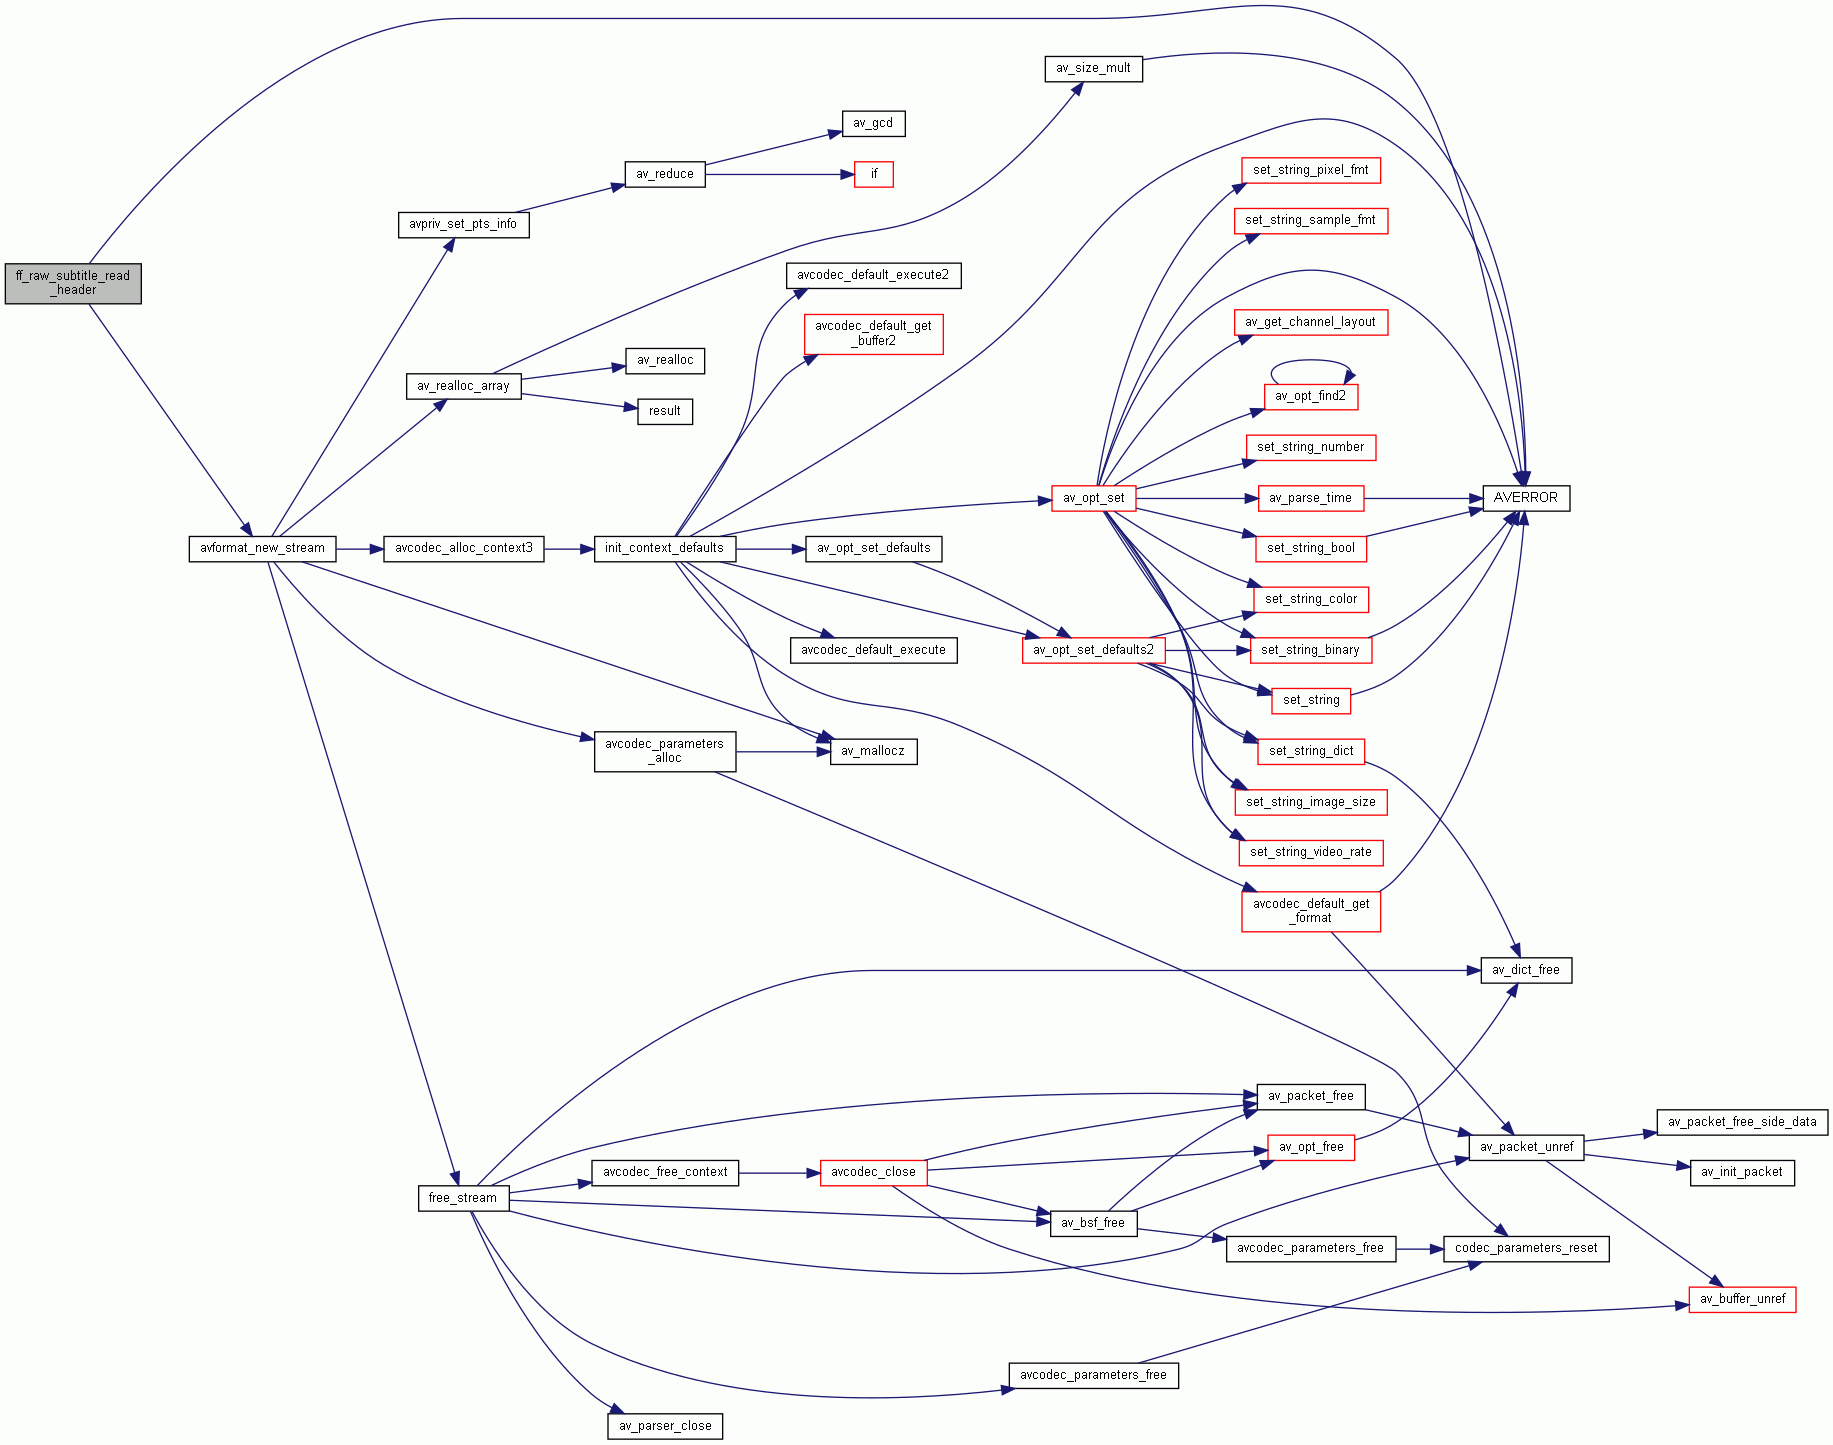 ff_raw_subtitle_read
_header
avformat_new_stream
avpriv_set_pts_info
av_reduce
av_gcd
if
av_realloc_array
av_size_mult
av_realloc
result
avcodec_alloc_context3
init_context_defaults
avcodec_default_execute2
avcodec_default_get
_buffer2
av_opt_set
av_opt_set_defaults
av_opt_set_defaults2
avcodec_default_execute
av_mallocz
avcodec_parameters
_alloc
set_string_pixel_fmt
set_string_sample_fmt
av_get_channel_layout
av_opt_find2
set_string_number
av_parse_time
set_string_bool
set_string_color
set_string_binary
set_string
set_string_dict
set_string_image_size
set_string_video_rate
avcodec_default_get
_format
AVERROR
av_dict_free
free_stream
avcodec_free_context
avcodec_close
av_bsf_free
av_packet_free
av_opt_free
avcodec_parameters_free
av_packet_unref
codec_parameters_reset
av_packet_free_side_data
av_init_packet
av_buffer_unref
avcodec_parameters_free
av_parser_close